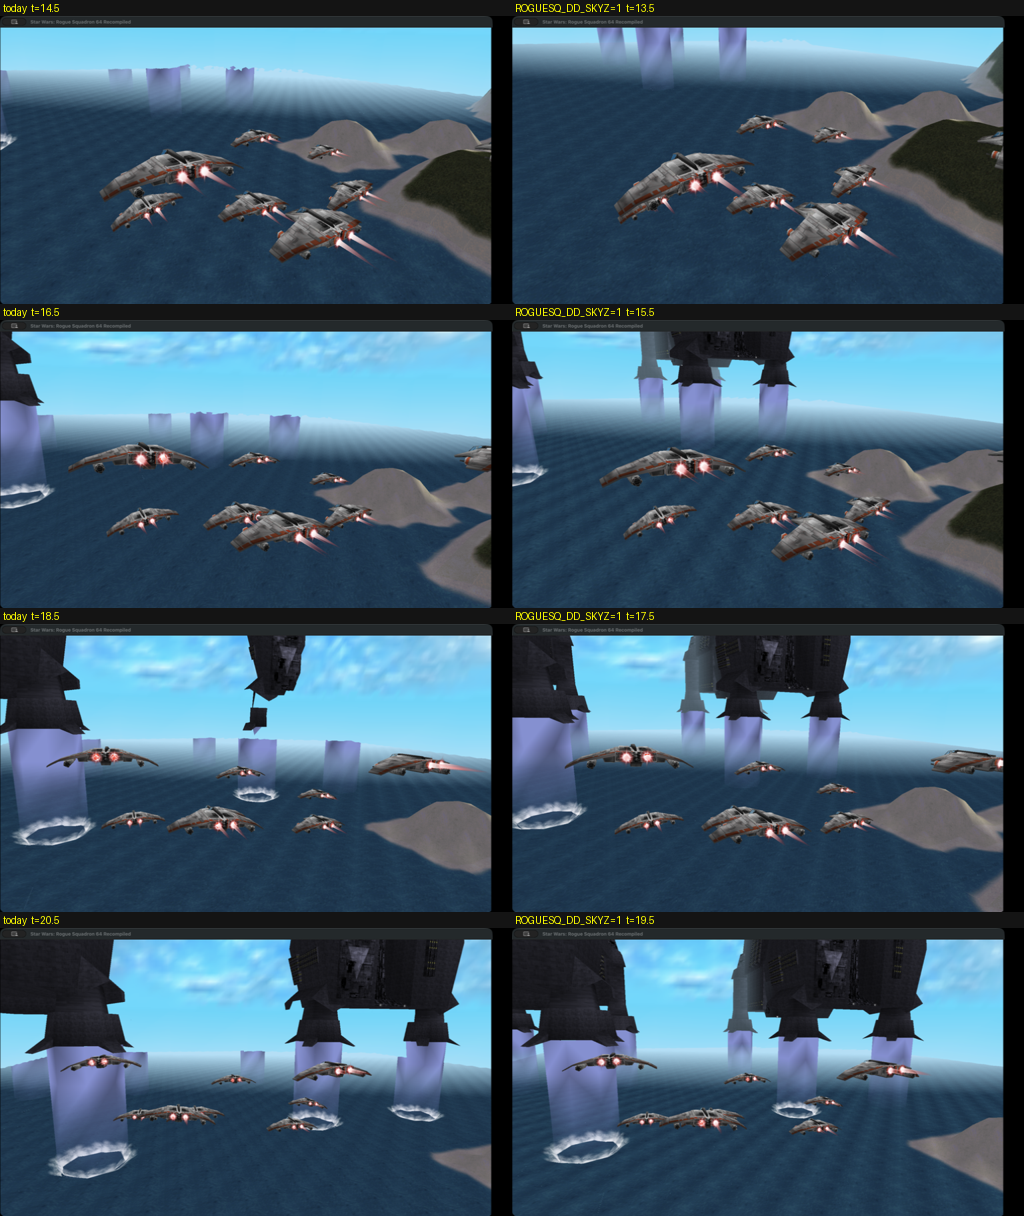 today t=14.5
ROGUESQ_DD_SKYZ=1 t=13.5
Star Wars: Rogue Squadron 64 Recompiled
Star Wars: Rogue Squadron 64 Recompiled
today t=16.5
ROGUESQ_DD_SKYZ=1 t=15.5
Star Wars: Rogue Squadron 64 Recompiled
Star Wars: Rogue Squadron 64 Recompiled
today t=18.5
ROGUESQ_DD_SKYZ=1 t=17.5
Star Wars: Rogue Squadron 64 Recompiled
Star Wars: Rogue Squadron 64 Recompiled
today t=20.5
ROGUESQ_DD_SKYZ=1 t=19.5
Star Wars: Rogue Squadron 64 Recompiled
Star Wars: Rogue Squadron 64 Recompiled